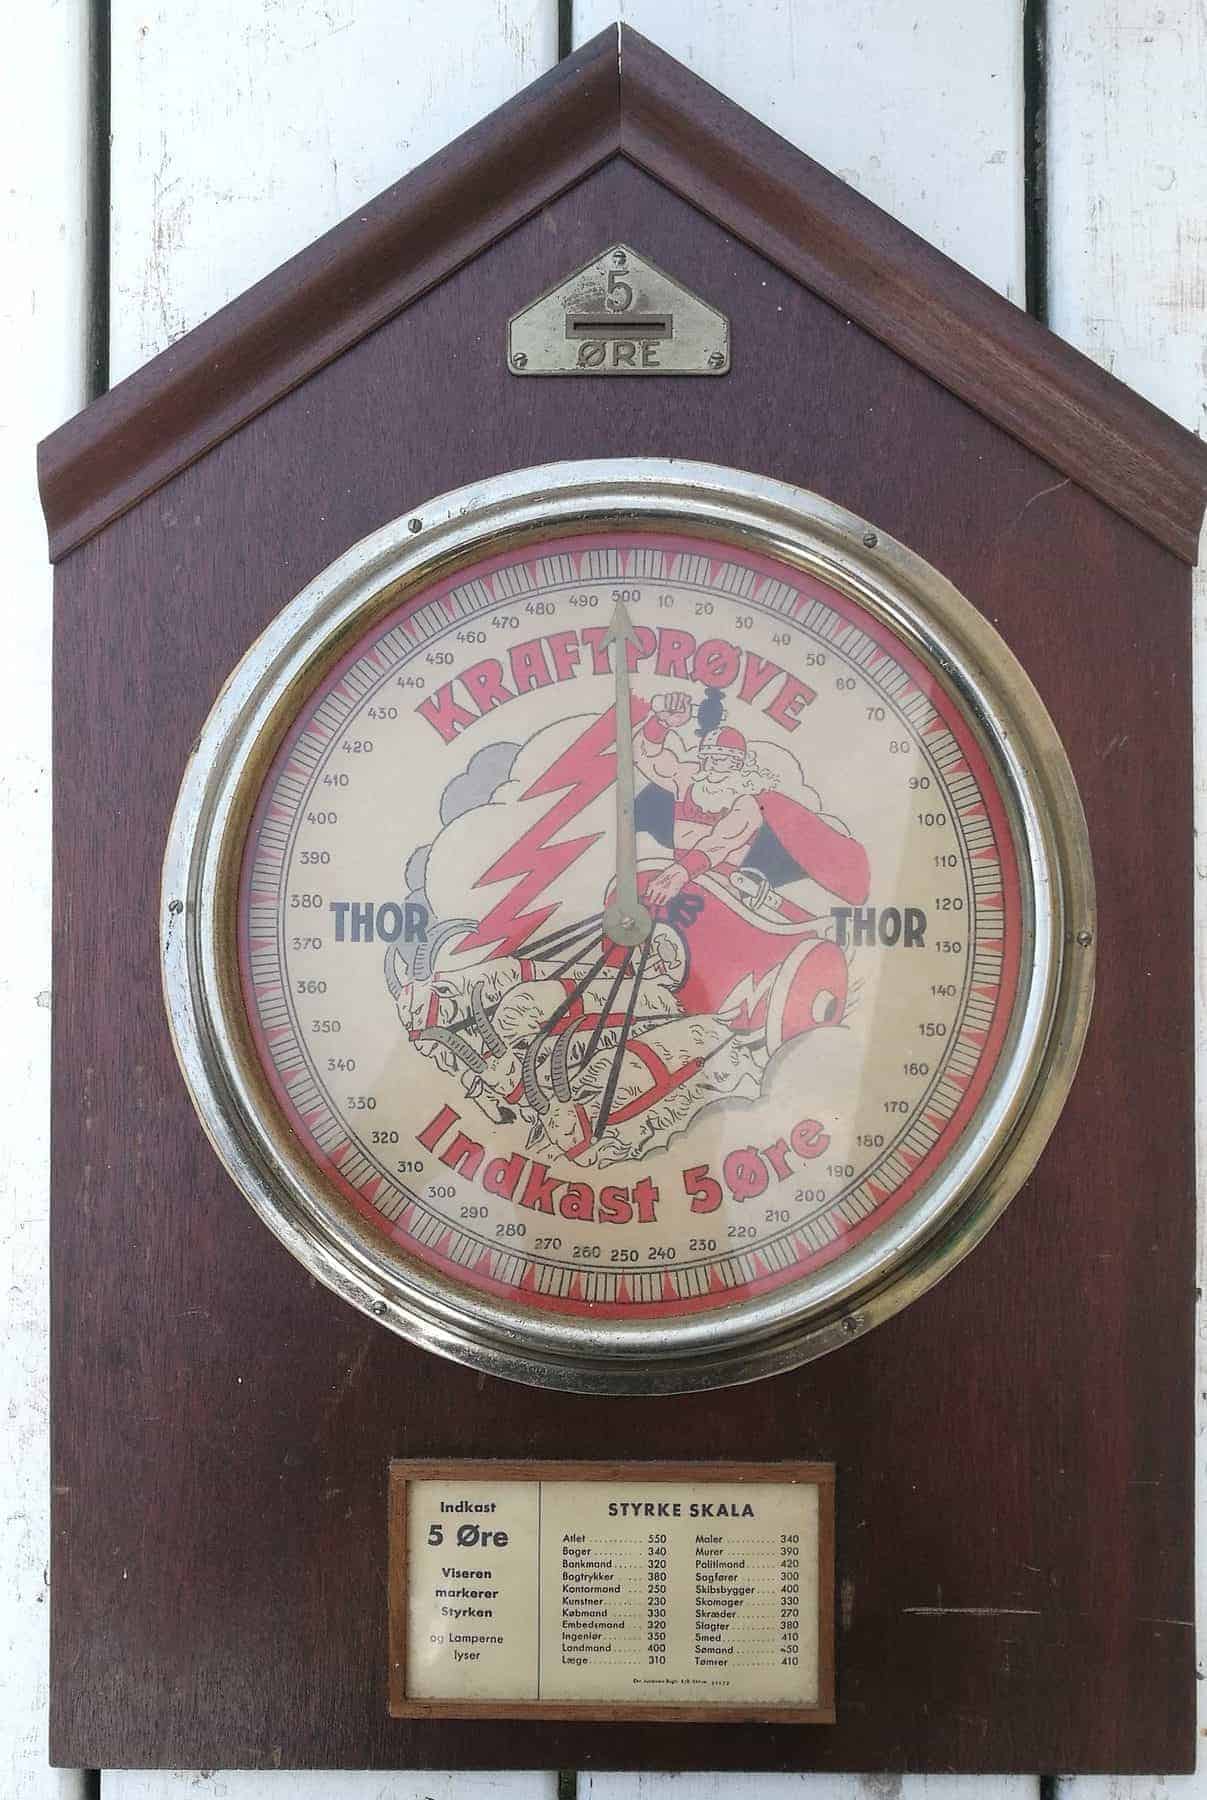 5
ØRE
500 10 20 30 40 50 60 70 80 90 100 110 120 130 140 150 160 170 180 190 200 210 220 230 240 250 260 270 280 290 300 310 320 330 340 350 360 370 380 390 400 410 420 430 440 450 460 470 480 490
KRAFTPRØVE
THOR
THOR
Indkast 5 Øre
Indkast
5 Øre
Viseren
markerer
Styrken
og Lamperne
lyser
STYRKE SKALA
Atlet .......... 550
Bager ......... 340
Bankmand ...... 320
Bogtrykker ... 380
Kontormand ... 250
Kunstner....... 230
Købmand ...... 330
Embedsmand ... 320
Ingeniør....... 350
Landmand ..... 400
Læge.......... 310
Maler ......... 340
Murer ......... 390
Politimand ..... 420
Sagfører ....... 300
Skibsbygger.... 400
Skomager ..... 330
Skræder....... 270
Slagter ........ 380
Smed.......... 410
Sømand ....... 450
Tømrer ........ 410